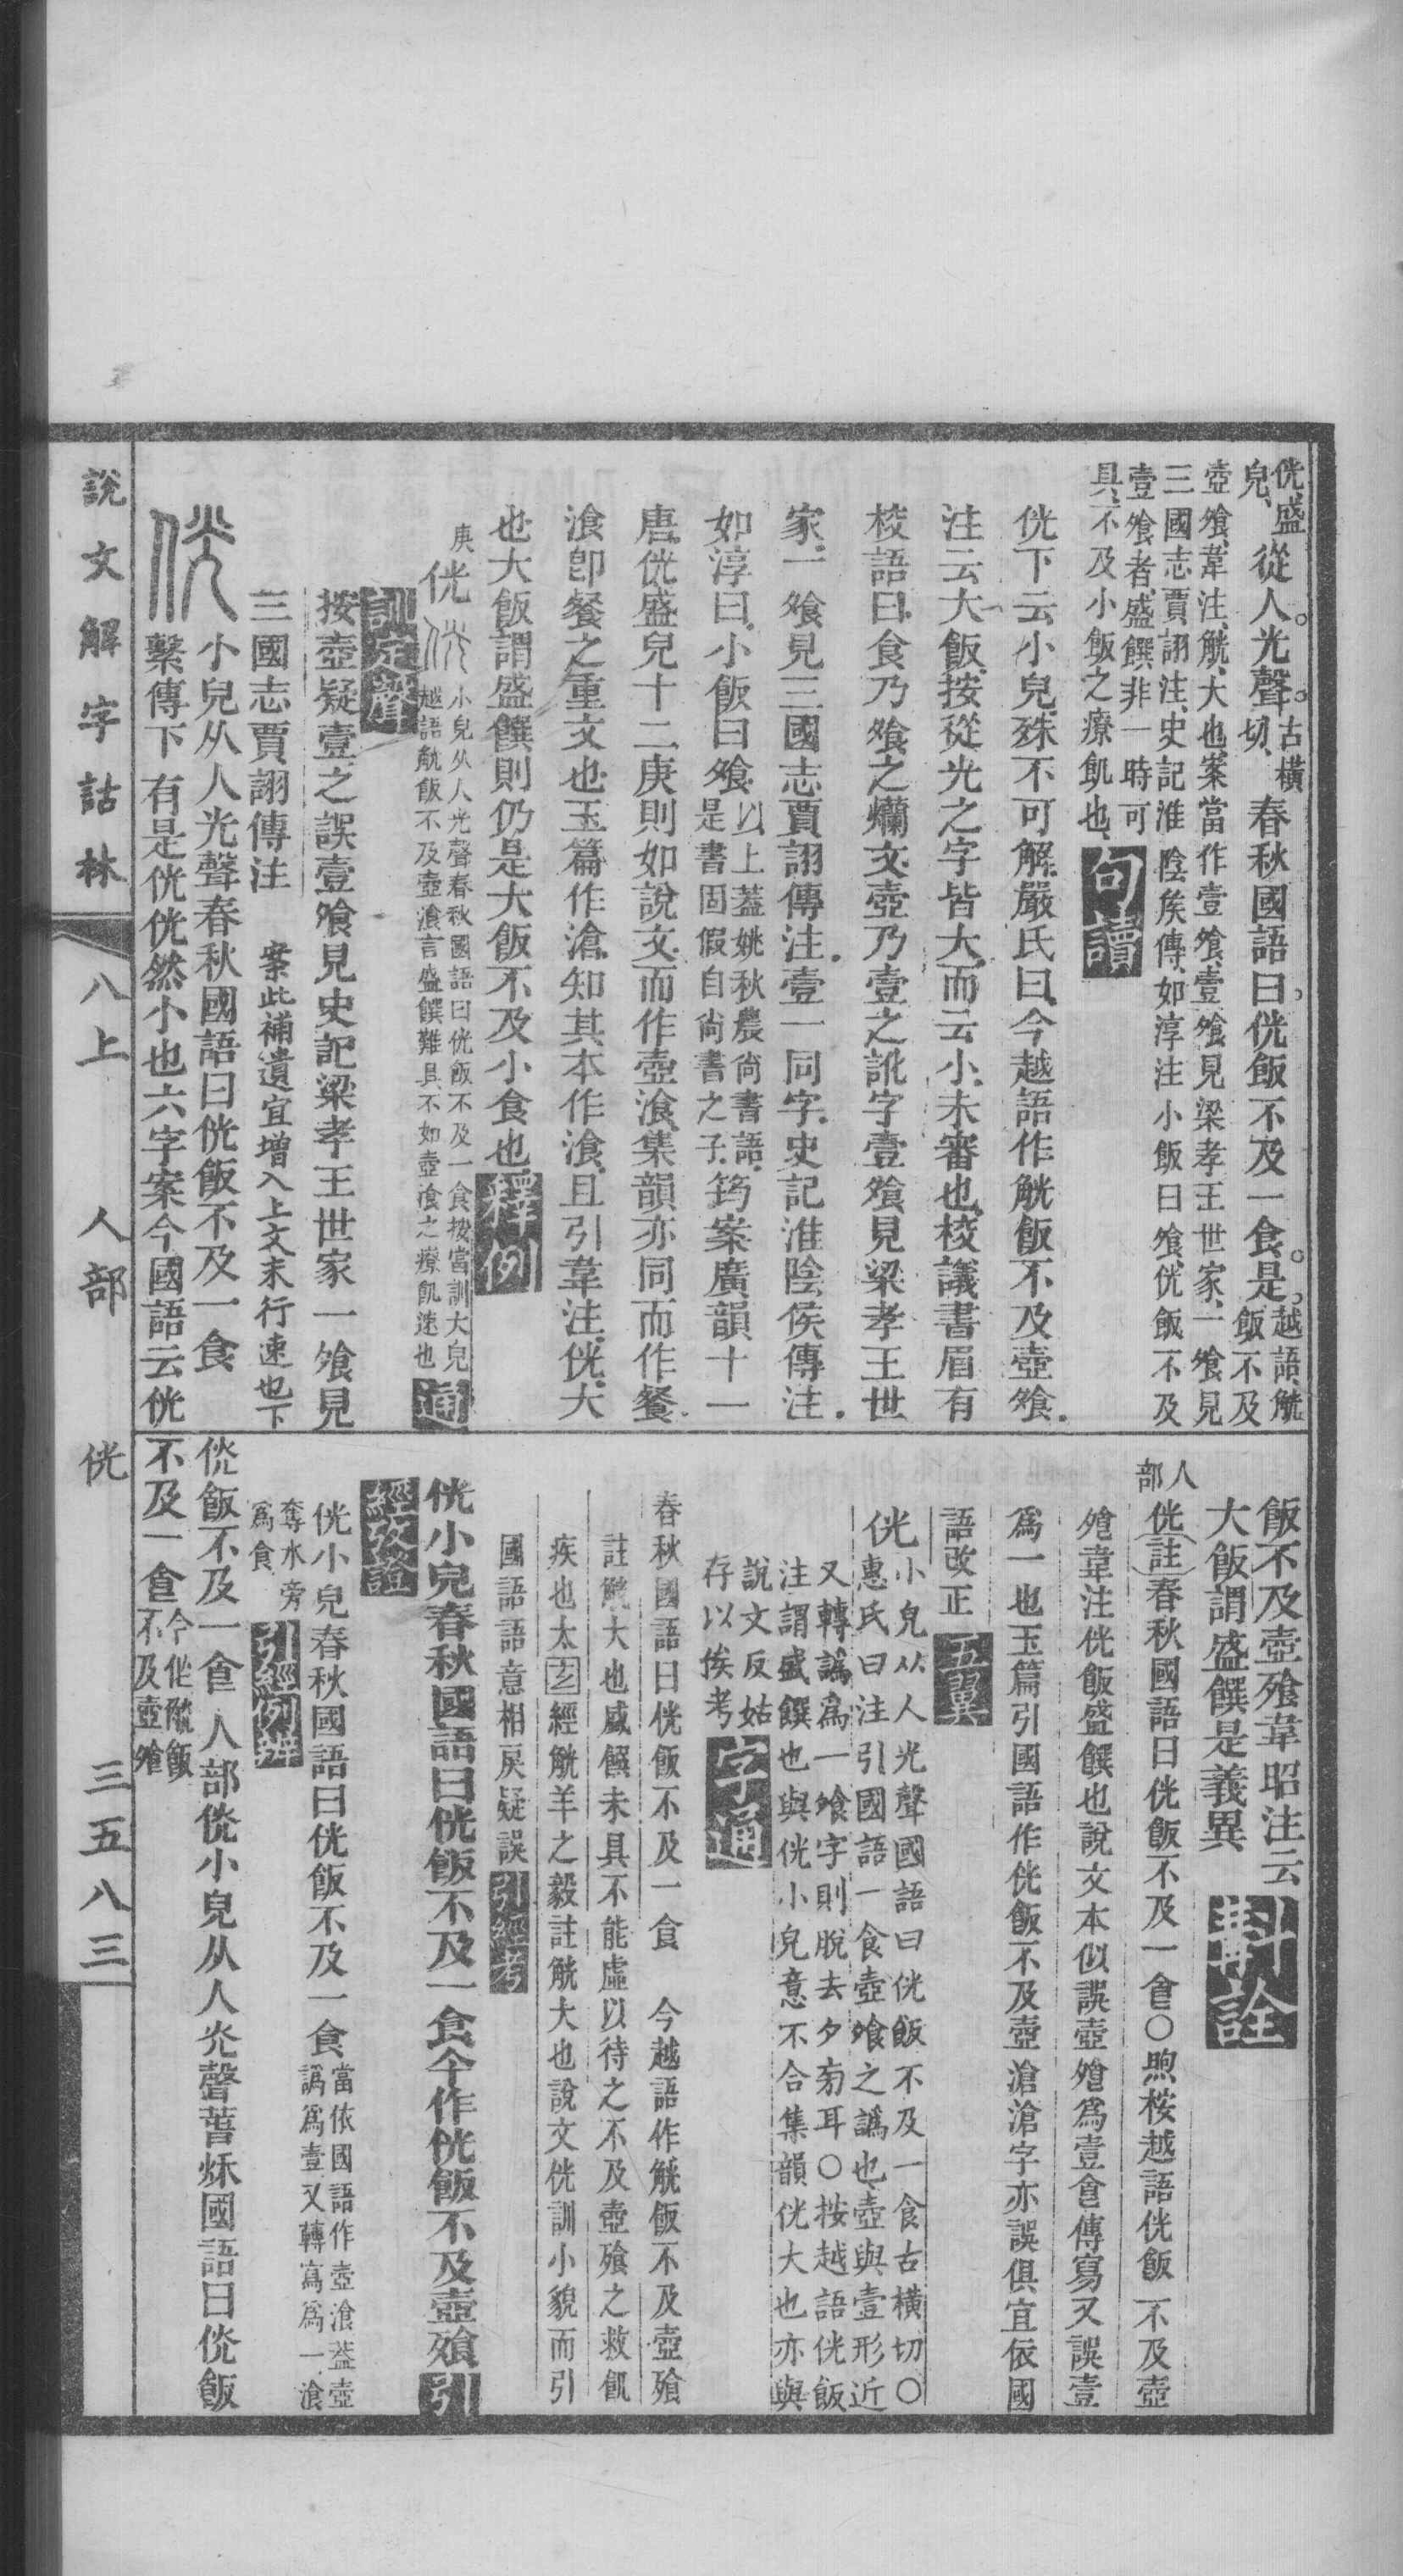 侊盛
皃、
從人。光聲。
古橫
切、
春秋國語曰、侊飯不及一食。是。
越語、觥
飯不及
壺飧、韋注、觥、大也、案當作壹飧、壹飧見梁孝王世家、一飧見
三國志賈詡注、史記淮陰矦傳、如淳注小飯曰飧、侊飯不及
壹飧者、盛饌非一時可
具、不及小飯之療飢也、
句讀
侊下云小皃、殊不可解、嚴氏曰、今越語作觥飯不及壺飧、
注云大飯、按從光之字皆大、而云小、未審也、校議書眉有
校語曰、食乃飧之爛文、壺乃壹之訛字、壹飧見梁孝王世
家、一飧見三國志賈詡傳注、壹一同字、史記淮陰侯傳注、
如淳曰、小飯曰飧、
以上蓋姚秋農尚書語、
是書固假自尚書之子、
筠案廣韻十一
唐、侊盛皃、十二庚則如說文、而作壺湌、集韻亦同而作餐、
湌卽餐之重文也、玉篇作滄、知其本作湌、且引韋注、侊、大
也、大飯謂盛饌、則仍是大飯不及小食也、
釋例
庚
侊
小皃从人光聲春秋國語曰侊飯不及一食按當訓大皃
越語觥飯不及壺湌言盛饌難具不如壺湌之療飢速也
通
訓定聲
按壺疑壹之誤壹飧見史記梁孝王世家一飧見
三國志賈詡傳注
案此補遺宜增入上文末行速也下
小皃从人光聲春秋國語曰侊飯不及一食
繫傳下有是侊侊然小也六字案今國語云侊
飯不及壺飧韋昭注云
大飯謂盛饌是義異
斠詮
人部
侊(註)春秋國語曰侊飯不及一𠊊〇煦桉越語侊飯不及壺
飧韋注侊飯盛饌也說文本似誤壺飧爲壹𠊊傳寫又誤壹
爲一也玉篇引國語作侊飯不及壺滄滄字亦誤俱宜依國
語改正
五翼
侊
小皃从人光聲國語曰侊飯不及一食古橫切〇
惠氏曰注引國語一食壺飧之譌也壺與壹形近
又轉譌爲一飧字則脫去夕旁耳〇按越語侊飯
注謂盛饌也與侊小皃意不合集韻侊大也亦與
說文反姑
存以俟考
字通
春秋國語曰侊飯不及一食　今越語作觥飯不及壺飧
註觥大也盛饌未具不能虛以待之不及壺飧之救飢
疾也太玄經觥羊之毅註觥大也說文侊訓小貌而引
國語語意相戾疑誤
引經考
侊小皃春秋國語曰侊飯不及一食今作侊飯不及壺飧
引
經攷證
侊小皃春秋國語曰侊飯不及一食
當依國語作壺湌蓋壺
譌爲壹又轉寫爲一湌
奪水旁
爲食
引經例辨
侊飯不及一𠊊人部侊小皃从人光聲春秋國語曰侊飯
不及一𠊊
今作觥飯
不及壺飧
說文解字詁林
八上　人部　侊
三五八三